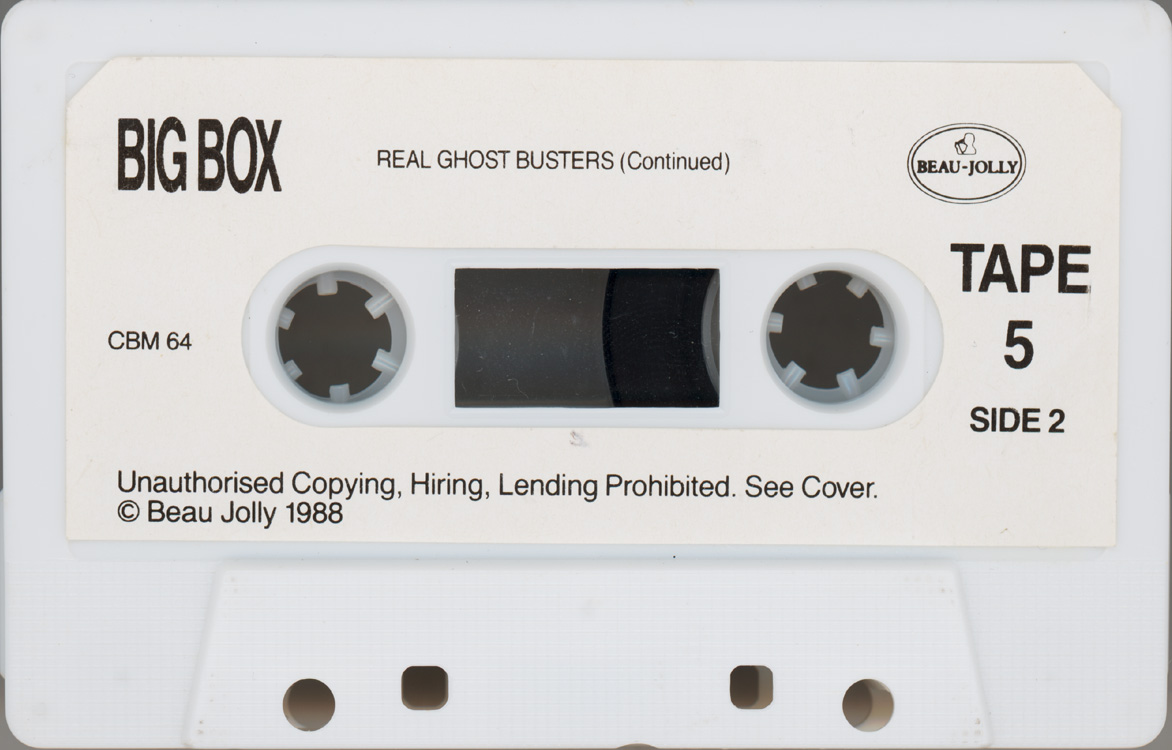 BIG BOX
REAL GHOST BUSTERS (Continued)
BEAU-JOLLY
TAPE
5
SIDE 2
CBM 64
Unauthorised Copying, Hiring, Lending Prohibited. See Cover.
© Beau Jolly 1988